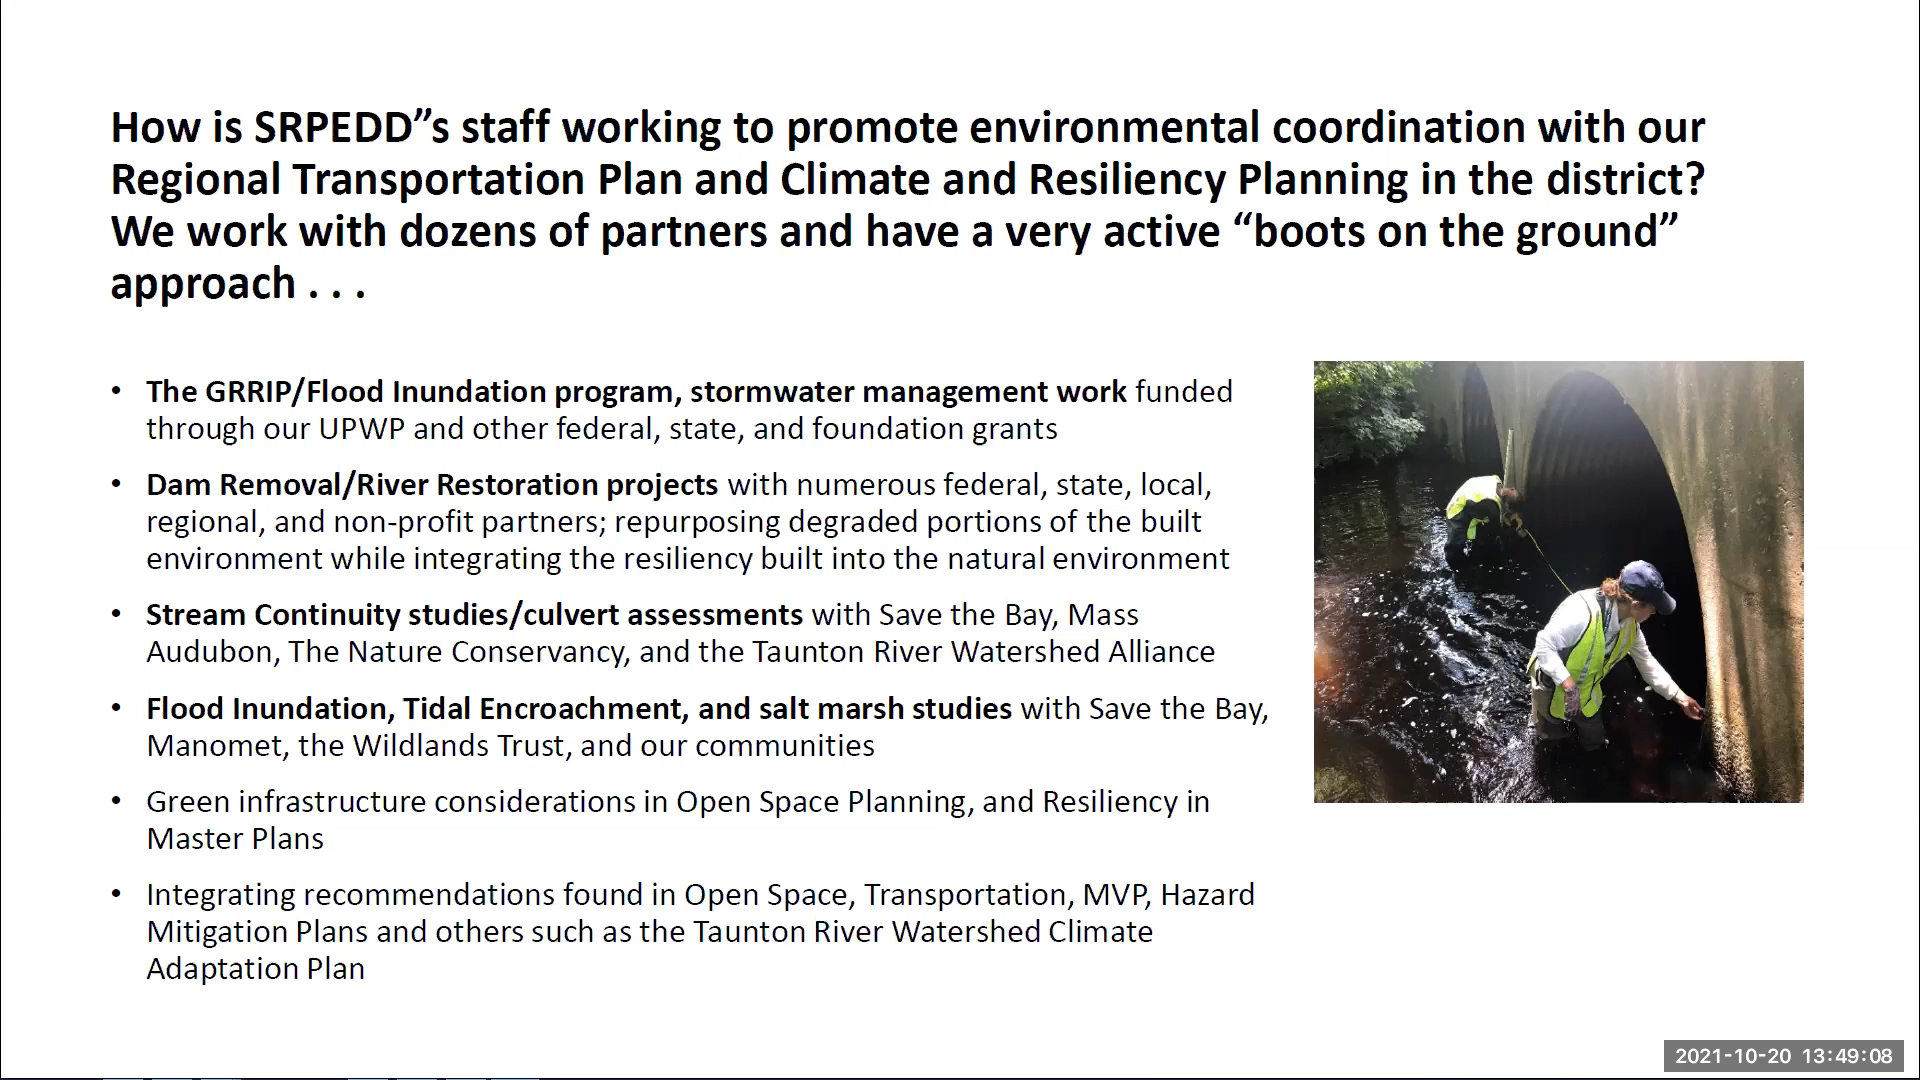 How is SRPEDD”s staff working to promote environmental coordination with our
Regional Transportation Plan and Climate and Resiliency Planning in the district?
We work with dozens of partners and have a very active “boots on the ground”
approach . . .
• The GRRIP/Flood Inundation program, stormwater management work funded
through our UPWP and other federal, state, and foundation grants
• Dam Removal/River Restoration projects with numerous federal, state, local,
regional, and non-profit partners; repurposing degraded portions of the built
environment while integrating the resiliency built into the natural environment
• Stream Continuity studies/culvert assessments with Save the Bay, Mass
Audubon, The Nature Conservancy, and the Taunton River Watershed Alliance
• Flood Inundation, Tidal Encroachment, and salt marsh studies with Save the Bay,
Manomet, the Wildlands Trust, and our communities
• Green infrastructure considerations in Open Space Planning, and Resiliency in
Master Plans
• Integrating recommendations found in Open Space, Transportation, MVP, Hazard
Mitigation Plans and others such as the Taunton River Watershed Climate
Adaptation Plan
2021-10-20 13:49:08